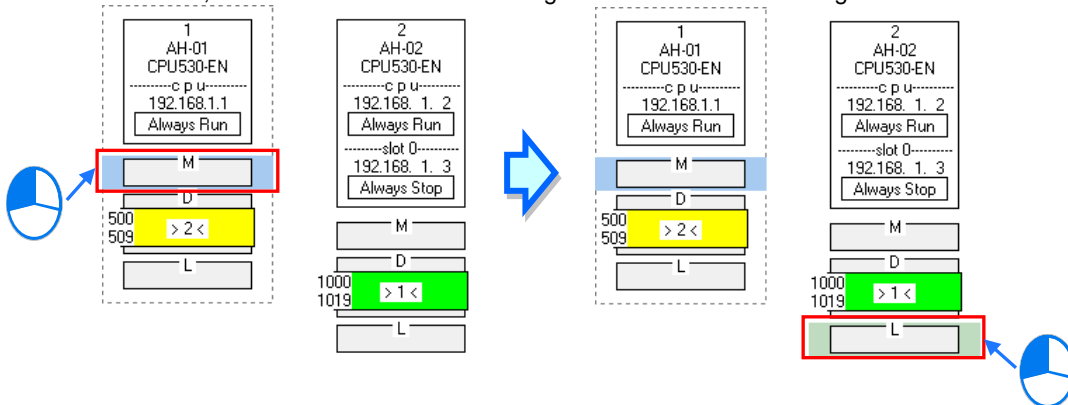 1
AH-01
CPU530-EN
--------c p u--------
192.168.1.1
Always Run
M
D
500
509
> 2 <
L
2
AH-02
CPU530-EN
--------c p u--------
192.168. 1. 2
Always Run
--------slot 0--------
192.168. 1. 3
Always Stop
M
D
1000
1019
> 1 <
L
1
AH-01
CPU530-EN
--------c p u--------
192.168.1.1
Always Run
M
D
500
509
> 2 <
L
2
AH-02
CPU530-EN
--------c p u--------
192.168. 1. 2
Always Run
--------slot 0--------
192.168. 1. 3
Always Stop
M
D
1000
1019
> 1 <
L